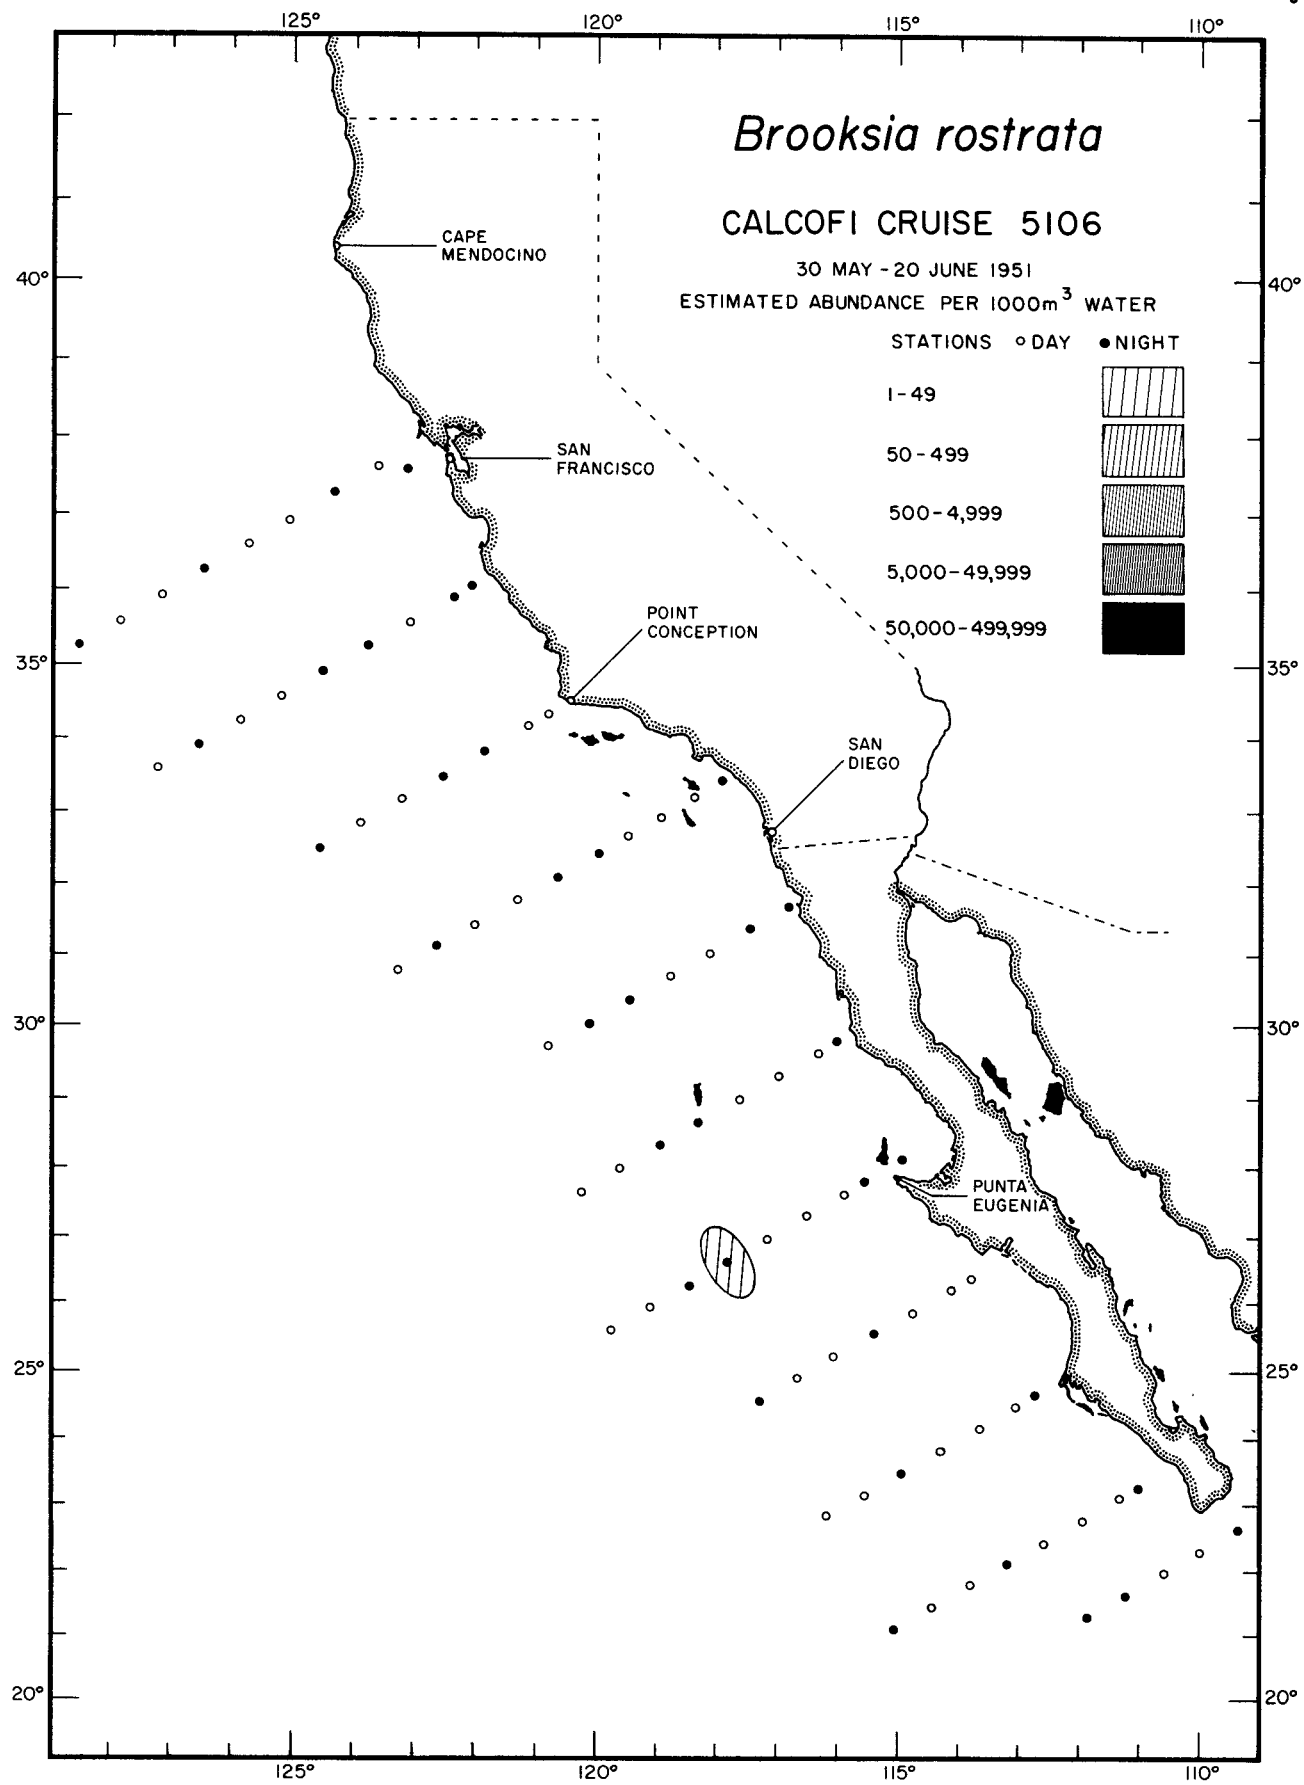 125° 120° 115° 110°
Brooksia rostrata
CALCOFI CRUISE 5106
30 MAY - 20 JUNE 1951
ESTIMATED ABUNDANCE PER 1000m³ WATER
STATIONS ○ DAY ● NIGHT
1-49
50-499
500-4,999
5,000-49,999
50,000-499,999
CAPE
MENDOCINO
40° 40°
SAN
FRANCISCO
POINT
CONCEPTION
35° 35°
SAN
DIEGO
30° 30°
PUNTA
EUGENIA
25° 25°
20° 20°
125° 120° 115° 110°